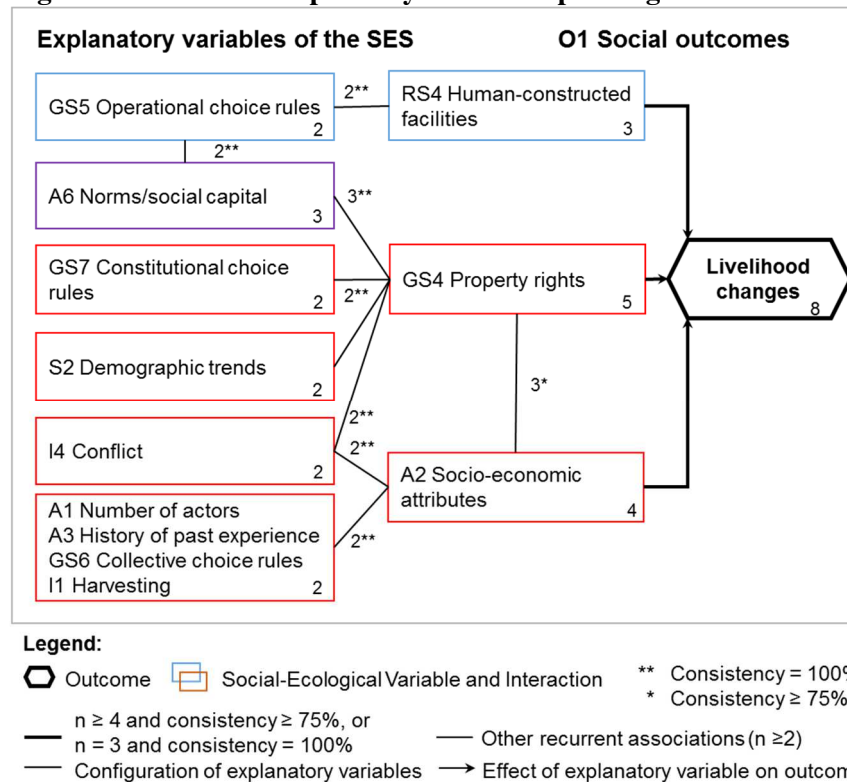 Explanatory variables of the SES
O1 Social outcomes
GS5 Operational choice rules
2
2**
RS4 Human-constructed
facilities
3
2**
A6 Norms/social capital
3
3**
GS7 Constitutional choice
rules
2
2**
GS4 Property rights
5
Livelihood
changes
8
S2 Demographic trends
2
3*
2**
I4 Conflict
2
2**
A2 Socio-economic
attributes
4
A1 Number of actors
A3 History of past experience
GS6 Collective choice rules
I1 Harvesting
2
2**
Legend:
Outcome
Social-Ecological Variable and Interaction
** Consistency = 100%
* Consistency ≥ 75%
n ≥ 4 and consistency ≥ 75%, or
n = 3 and consistency = 100%
Other recurrent associations (n ≥2)
Configuration of explanatory variables
Effect of explanatory variable on outcom